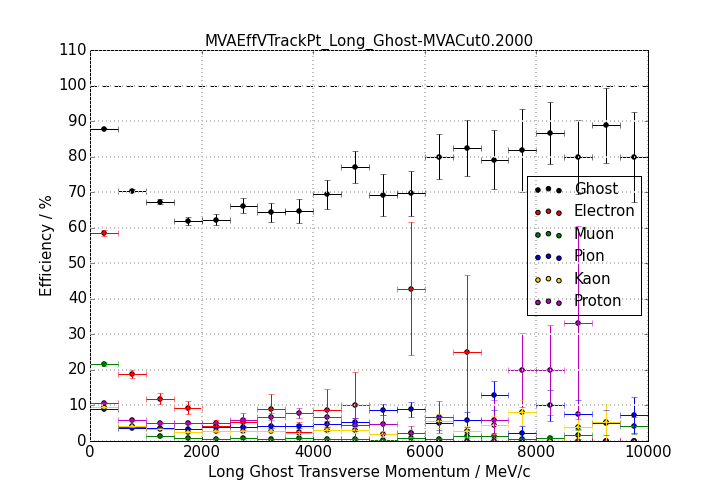 MVAEffVTrackPt_Long_Ghost-MVACut0.2000
110
100
90
80
70
60
50
40
30
20
10
0
Efficiency / %
Ghost
Electron
Muon
Pion
Kaon
Proton
0 2000 4000 6000 8000 10000
Long Ghost Transverse Momentum / MeV/c